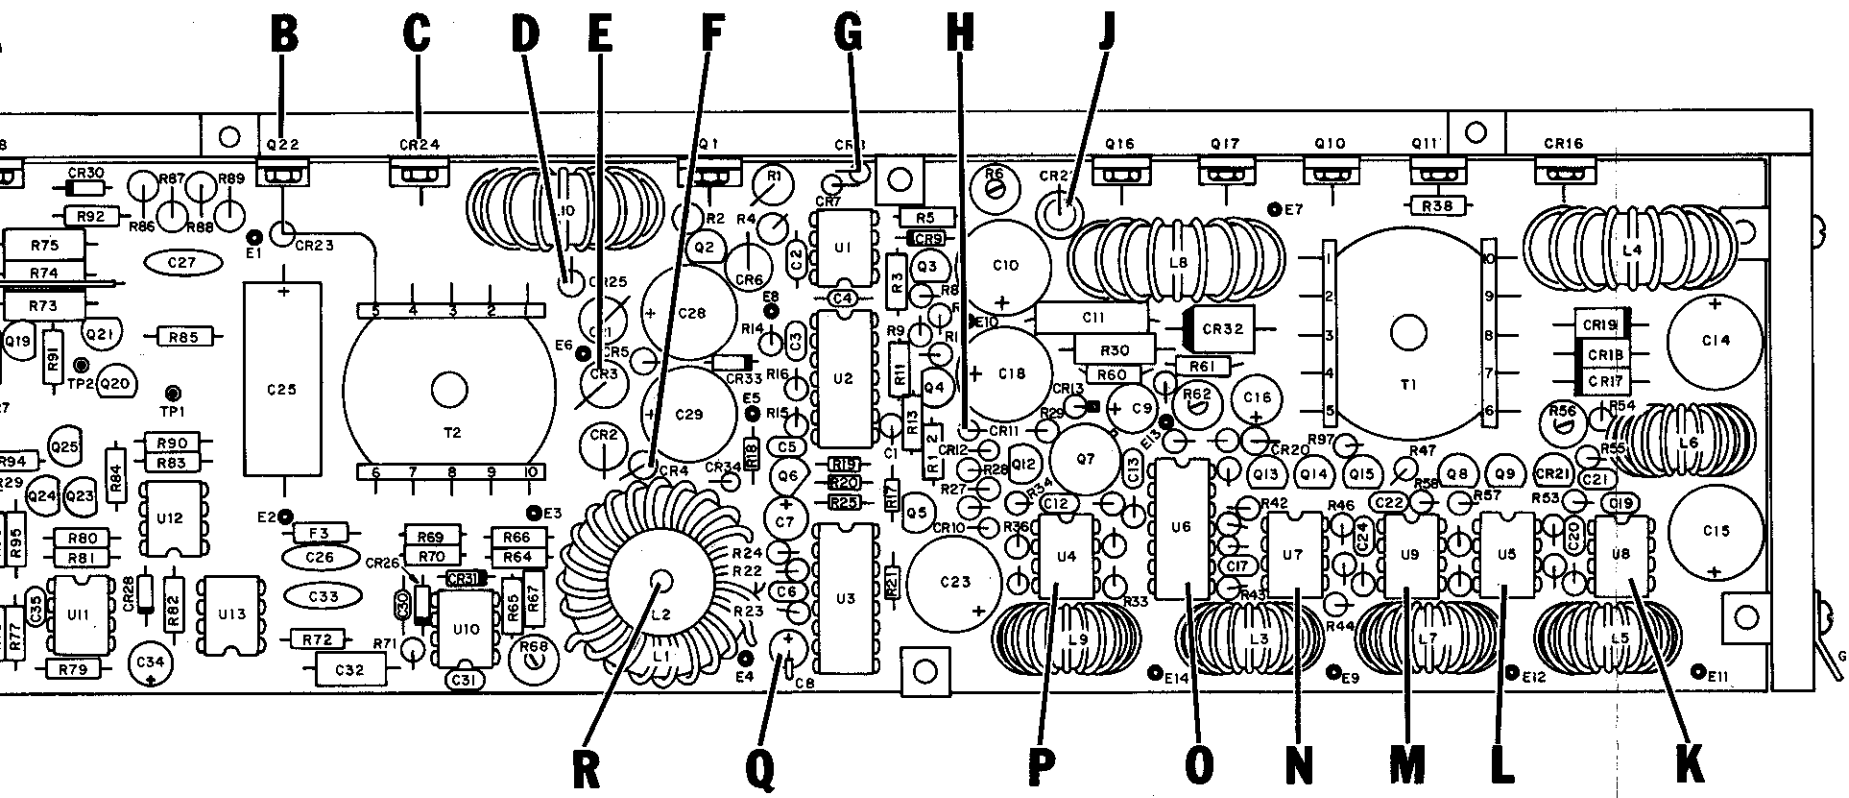 B C D E F G H J
8 Q22 CR24 Q1 CR8 Q16 Q17 Q10 Q11 CR16
CR30 R87 R89 R1 R6
R92 R86 R88 CR7 R5 R38 E7
R75 E1 CR23 R2 R4 Q2 U1 CR9
R74 C27 CR25 CR6 C2 R3 Q3 C10 L8 L4
R73 C28 E8 C4 R8 C11 CR32 CR19
Q19 Q21 R85 5 4 3 2 1 E6 CR5 R14 C3 R9 E10 R30 CR18 C14
R91 TP2 Q20 C25 CR3 CR33 R16 U2 R11 Q4 C18 R60 R61 T1 CR17
TP1 T2 C29 E5 R15 R13 CR13 C9 R62 C16 R56 R54
1 2 3 4 5 10 9 8 7 6
Q25 R90 CR2 C5 R12 CR11 R29 E13 CR20 R97 R47 R55 L6
R94 R84 R83 6 7 8 9 10 CR4 CR34 R18 Q6 R19 CR12 R28 Q12 Q7 C13 Q13 Q14 Q15 Q8 Q9 CR21 C21
Q24 Q23 U12 E2 E3 R20 R25 R17 R27 R34 C12 U6 R42 R46 C22 R58 R57 R53 C19
R95 R80 F3 R69 R66 C7 Q5 CR10 R36 U4 U7 C24 U9 U5 C20 U8 C15
R81 C26 R70 R64 R24 C17
CR26 CR31 R22
C35 U11 CR28 R82 U13 C33 C30 U10 R65 R67 L2 C6 U3 C23 R33 R43
R77 R72 R71 R68 L1 R23 L9 L3 R44 L7 L5
R79 C34 C32 C31 E4 C8 E14 E9 E12 E11
R Q P O N M L K